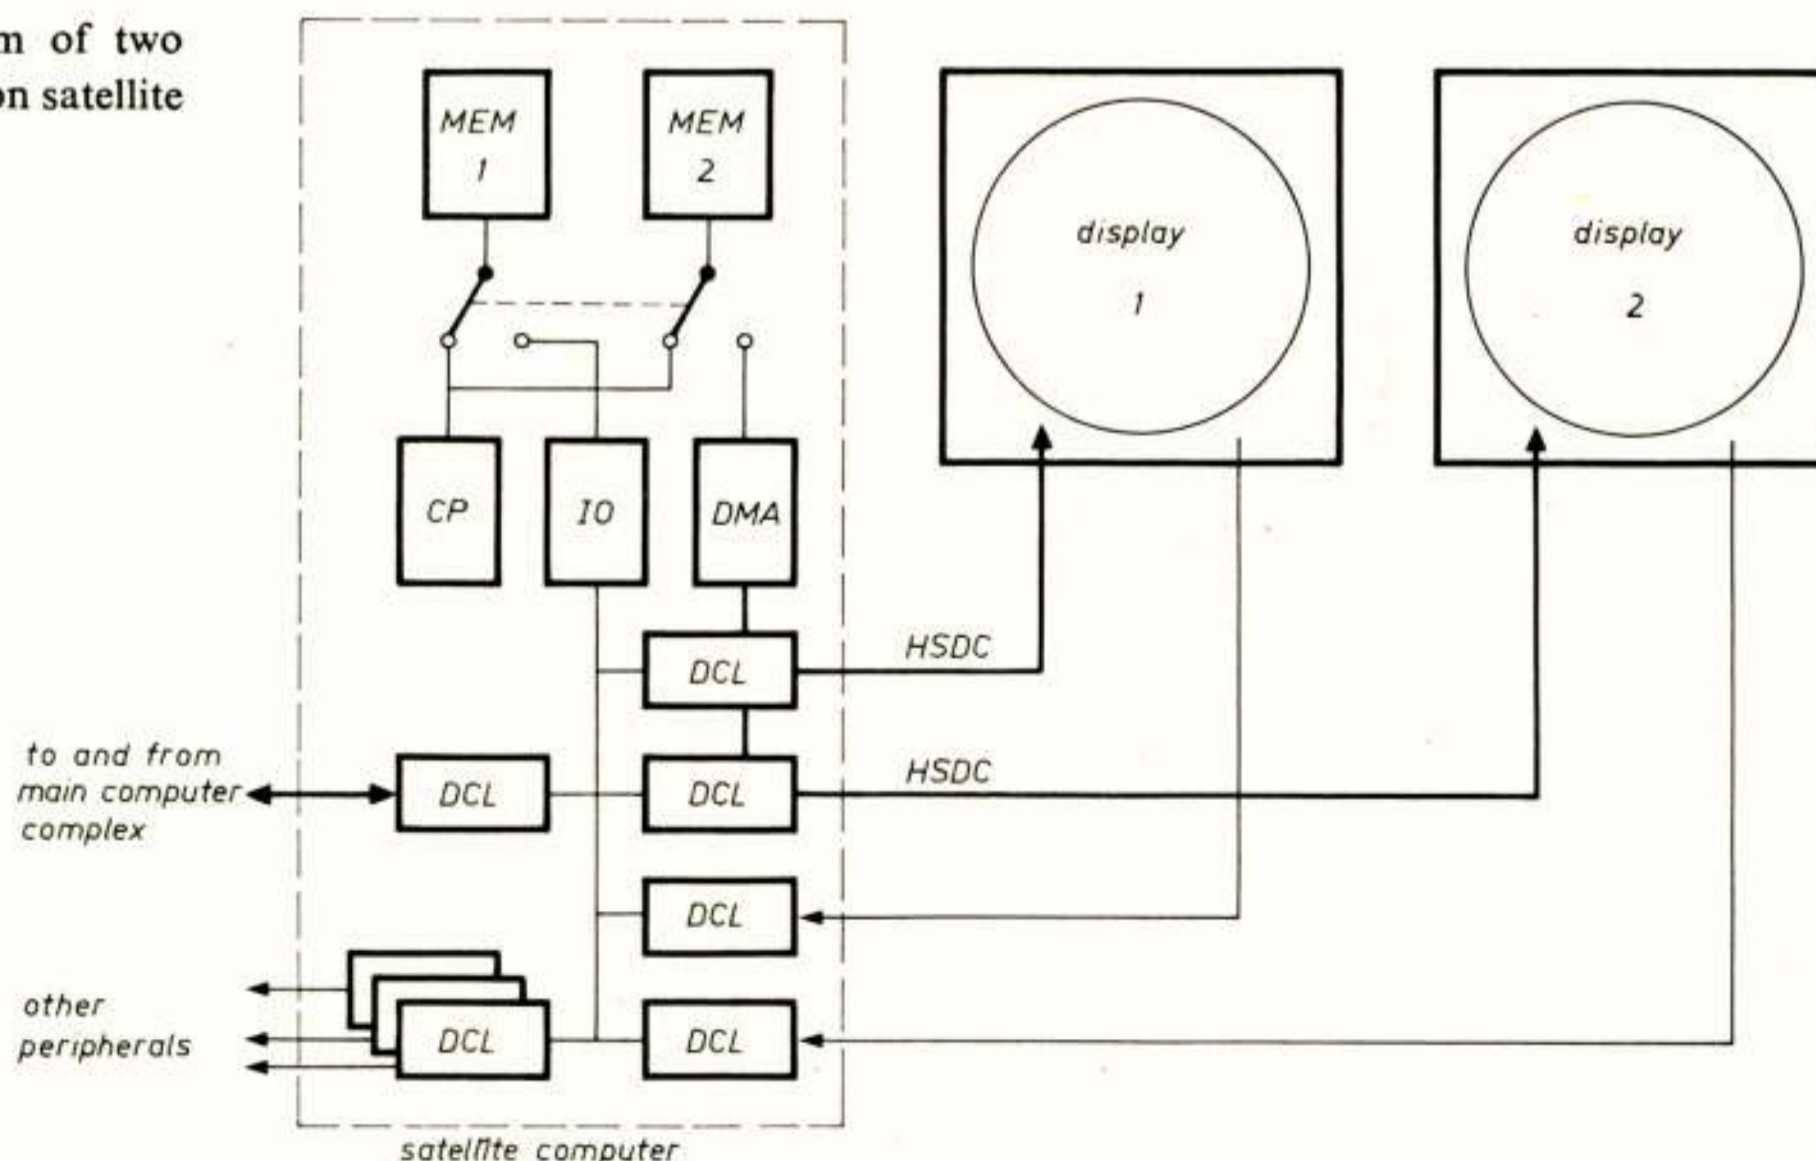 of two
satellite
MEM
1
MEM
2
display
1
display
2
CP
IO
DMA
DCL
HSDC
to and from
main computer
complex
DCL
DCL
HSDC
DCL
other
peripherals
DCL
DCL
satellite computer